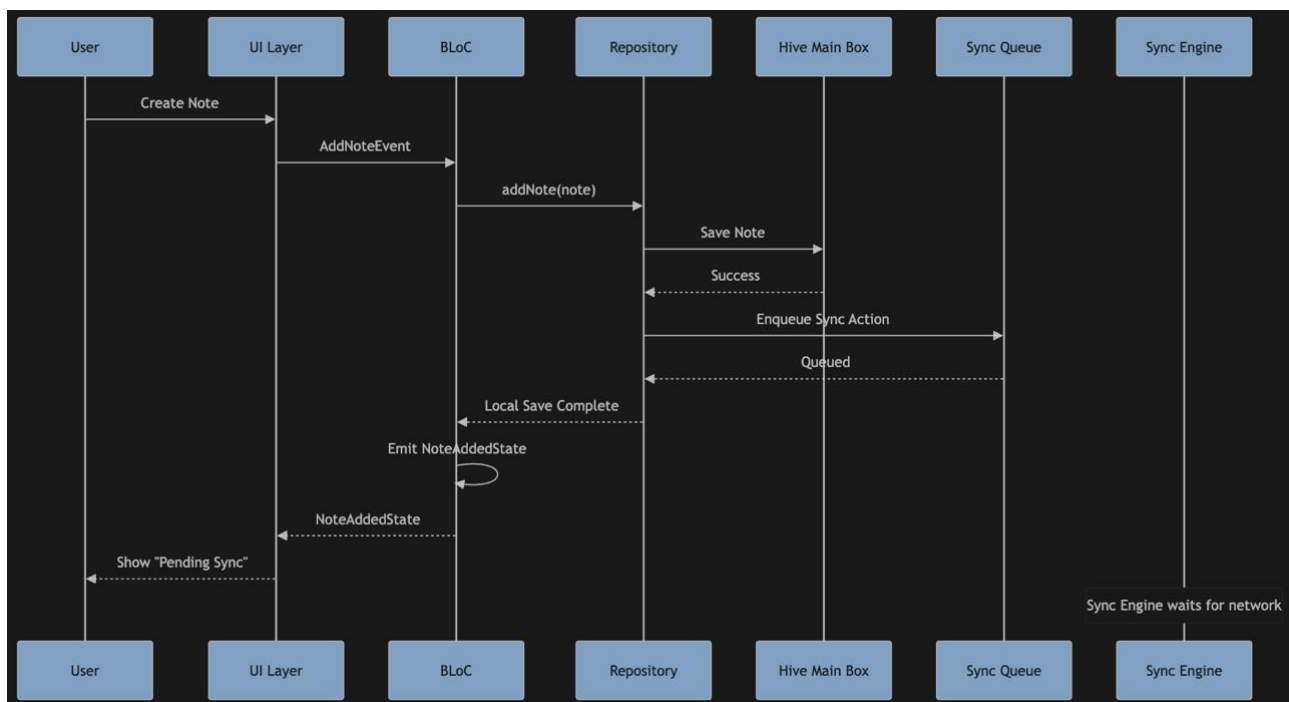 User
UI Layer
BLoC
Repository
Hive Main Box
Sync Queue
Sync Engine
Create Note
AddNoteEvent
addNote(note)
Save Note
Success
Enqueue Sync Action
Queued
Local Save Complete
Emit NoteAddedState
NoteAddedState
Show "Pending Sync"
Sync Engine waits for network
User
UI Layer
BLoC
Repository
Hive Main Box
Sync Queue
Sync Engine